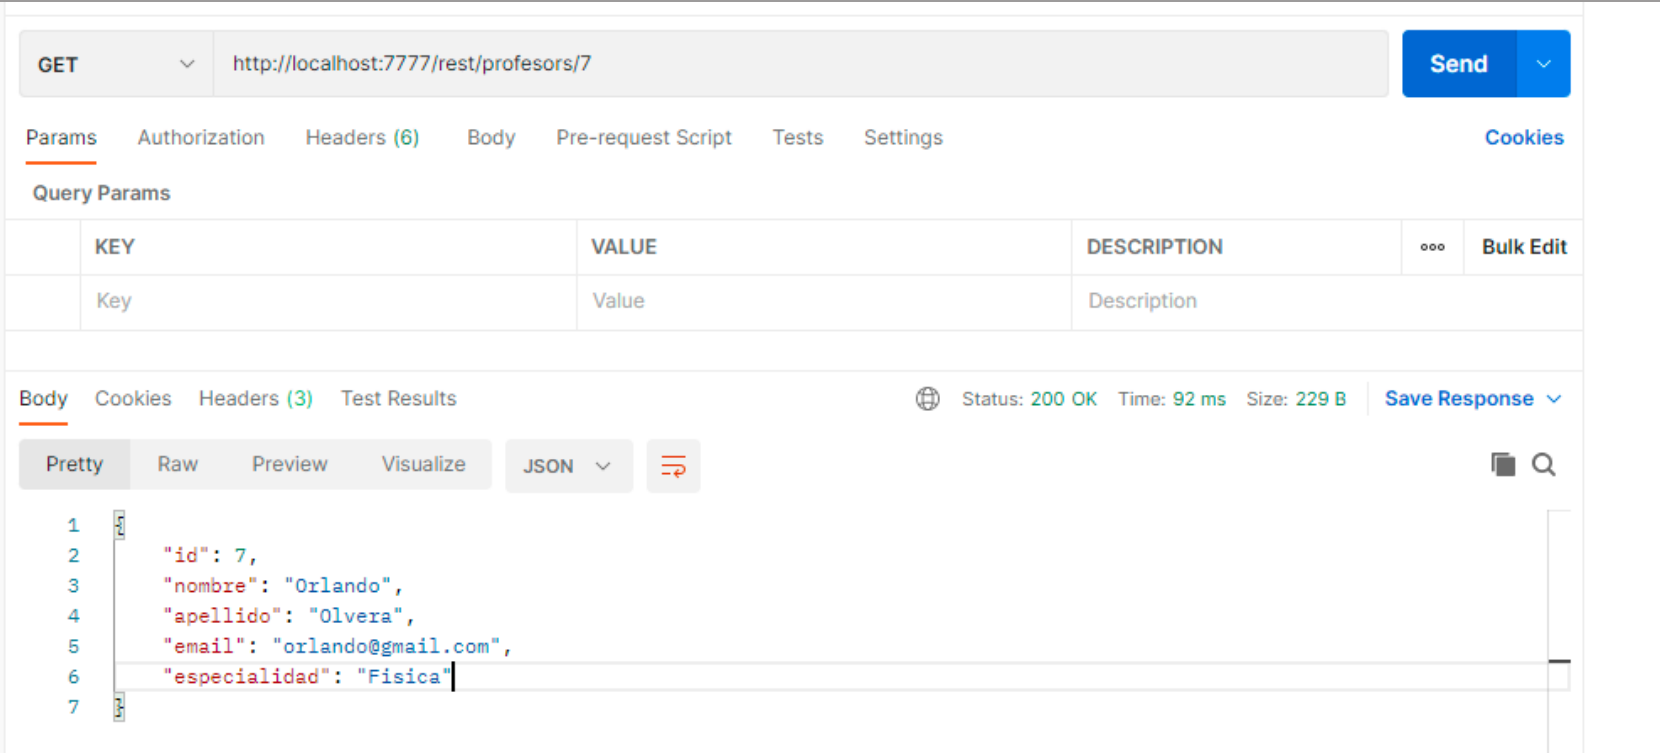 GET http://localhost:7777/rest/profesors/7 Send
Params Authorization Headers (6) Body Pre-request Script Tests Settings Cookies
Query Params
KEY VALUE DESCRIPTION ooo Bulk Edit
Key Value Description
Body Cookies Headers (3) Test Results Status: 200 OK Time: 92 ms Size: 229 B Save Response
Pretty Raw Preview Visualize JSON
1 {
2 "id": 7,
3 "nombre": "Orlando",
4 "apellido": "Olvera",
5 "email": "orlando@gmail.com",
6 "especialidad": "Fisica"
7 }